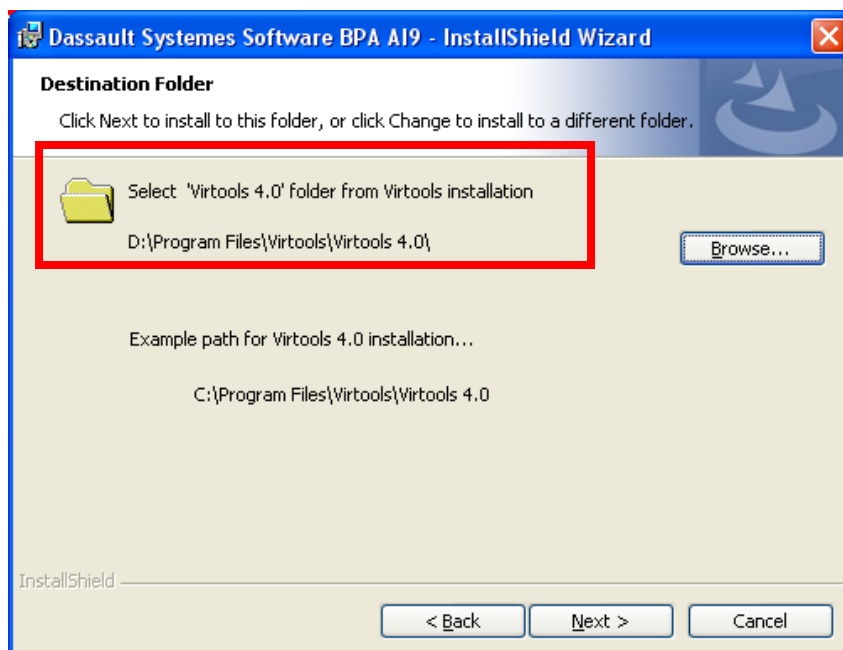 Dassault Systemes Software BPA AI9 - InstallShield Wizard
Destination Folder
Click Next to install to this folder, or click Change to install to a different folder.
Select 'Virtools 4.0' folder from Virtools installation
D:\Program Files\Virtools\Virtools 4.0\
Browse...
Example path for Virtools 4.0 installation...
C:\Program Files\Virtools\Virtools 4.0
InstallShield
< Back
Next >
Cancel